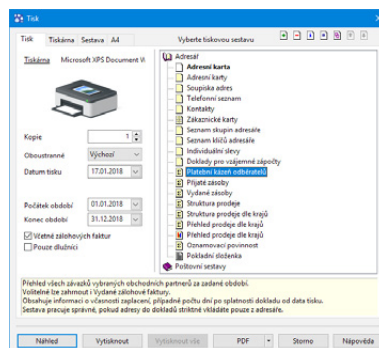 Tisk
Tisk Tiskárna Sestava A4
Vyberte tiskovou sestavu
Tiskárna Microsoft XPS Document W
Kopie 1
Oboustranné Výchozí
Datum tisku 17.01.2018
Počátek období 01.01.2018
Konec období 31.12.2018
Včetně zálohových faktur
Pouze dlužníci
Adresář
Adresní karta
Adresní karty
Soupiska adres
Telefonní seznam
Kontakty
Zákaznické karty
Seznam skupin adresáře
Seznam klíčů adresáře
Individuální slevy
Doklady pro vzájemné zápočty
Platební kázeň odběratelů
Přijaté zásoby
Vydané zásoby
Struktura prodeje
Struktura prodeje dle krajů
Přehled prodeje dle krajů
Přehled prodeje dle krajů
Oznamovací povinnost
Pokladní složenka
Poštovní sestavy
Přehled všech závazků vybraných obchodních partnerů za zadané období.
Volitelně lze zahrnout i Vydané zálohové faktury.
Obsahuje informaci o včasnosti zaplacení, případně počtu dní po splatnosti dokladu od data tisku.
Sestava pracuje správně, pokud adresy do dokladů striktně vkládáte pouze z adresáře.
Náhled Vytisknout Vytisknout vše PDF Storno Nápověda